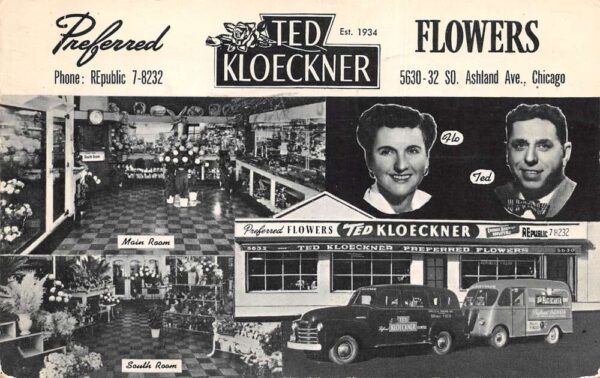 Preferred
TED
KLOECKNER
Est. 1934
FLOWERS
Phone: REpublic 7-8232
5630-32 SO. Ashland Ave., Chicago
South Room
Flo
Ted
Main Room
Preferred FLOWERS TED KLOECKNER
REpublic 7-8232
5632 TED KLOECKNER PREFERRED FLOWERS 5630
TED
KLOECKNER
South Room